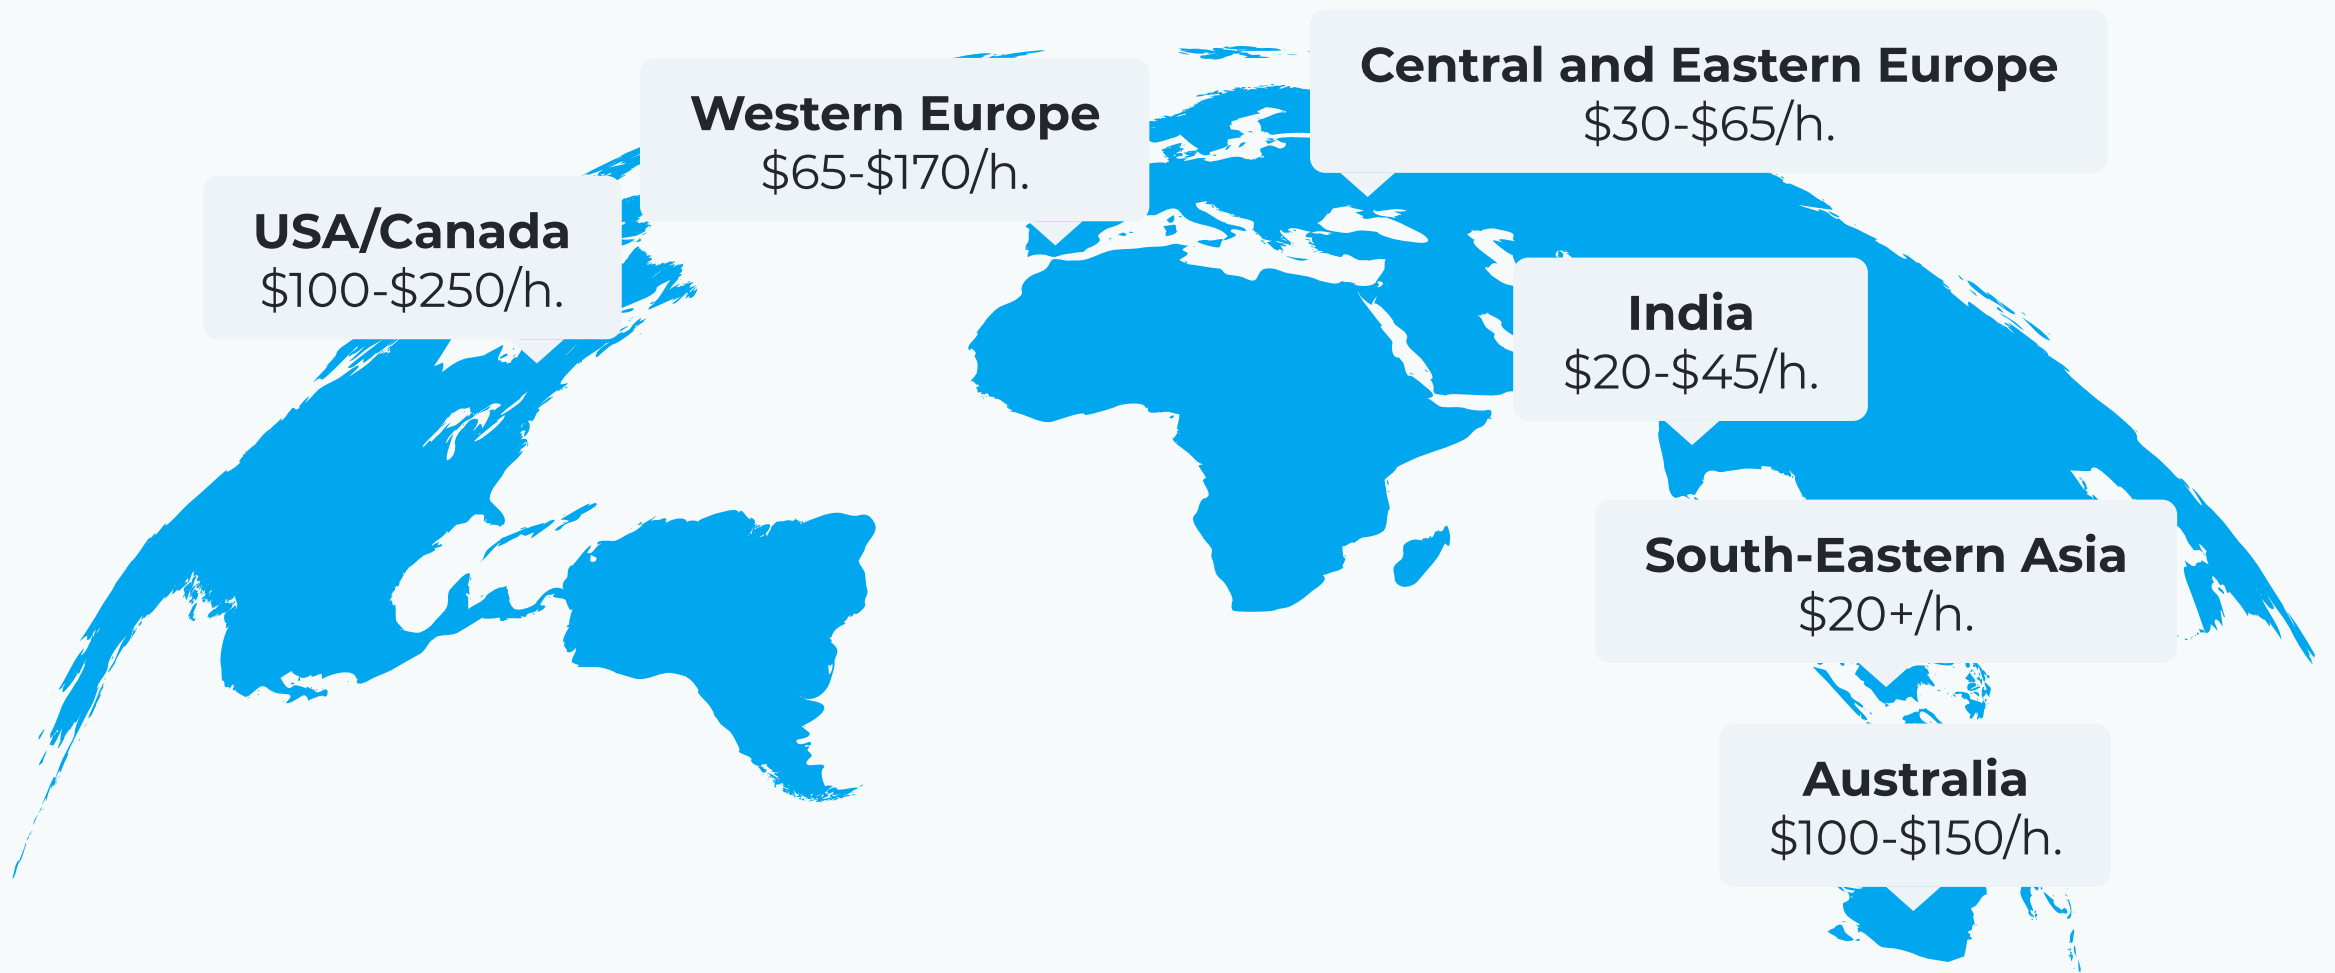 Central and Eastern Europe
$30-$65/h.
Western Europe
$65-$170/h.
USA/Canada
$100-$250/h.
India
$20-$45/h.
South-Eastern Asia
$20+/h.
Australia
$100-$150/h.